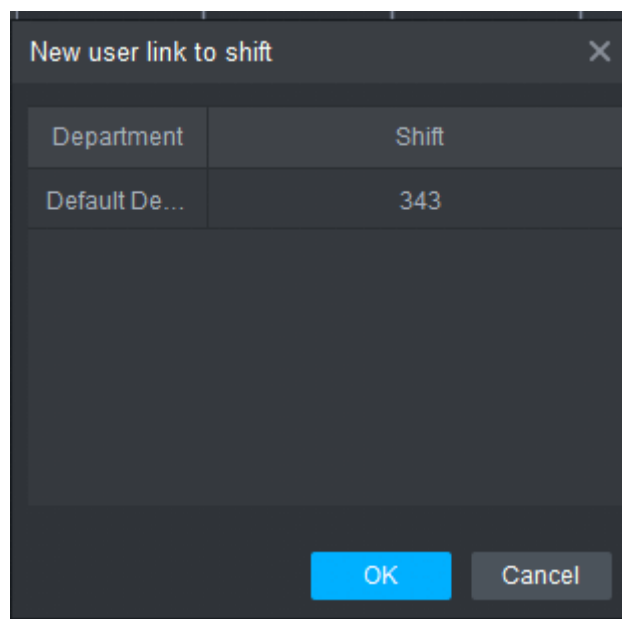 New user link to shift
Department Shift
Default De... 343
OK Cancel